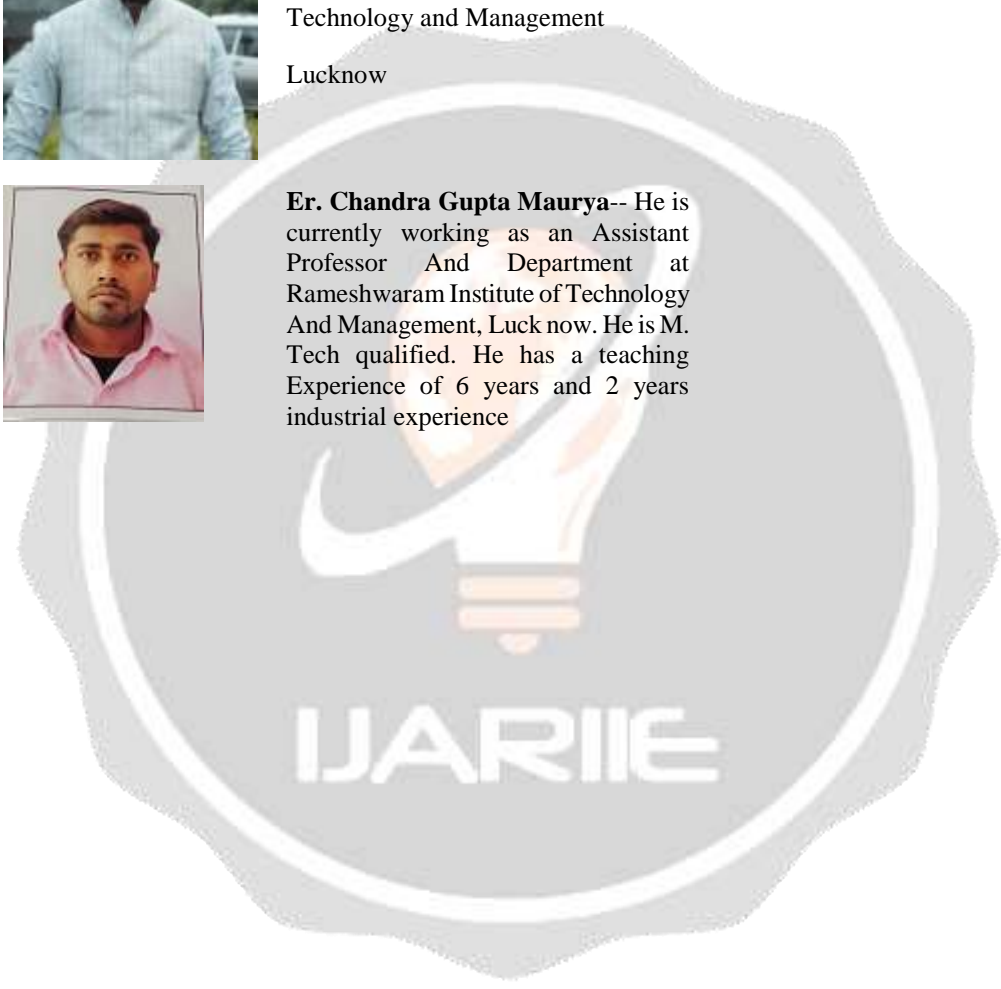 Technology and Management
Lucknow
Er. Chandra Gupta Maurya-- He is
currently working as an Assistant
Professor And Department at
Rameshwaram Institute of Technology
And Management, Luck now. He is M.
Tech qualified. He has a teaching
Experience of 6 years and 2 years
industrial experience
IJARIIE